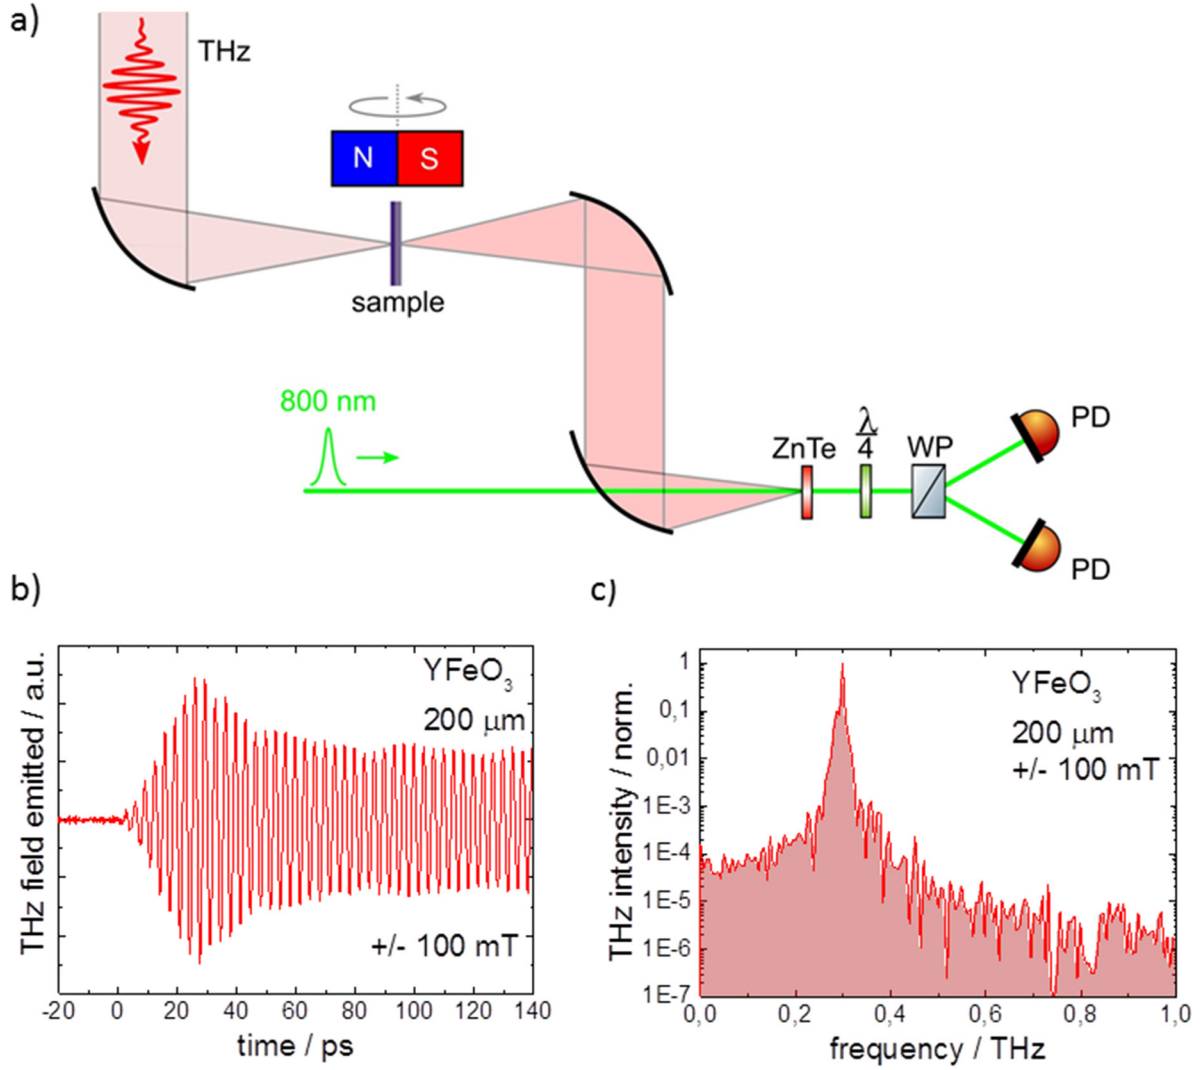 a)
THz
N S
sample
800 nm
ZnTe
λ
4
WP
PD
PD
b)
THz field emitted / a.u.
YFeO₃
200 μm
+/- 100 mT
-20 0 20 40 60 80 100 120 140
time / ps
c)
THz intensity / norm.
1
0,1
0,01
1E-3
1E-4
1E-5
1E-6
1E-7
YFeO₃
200 μm
+/- 100 mT
0,0 0,2 0,4 0,6 0,8 1,0
frequency / THz